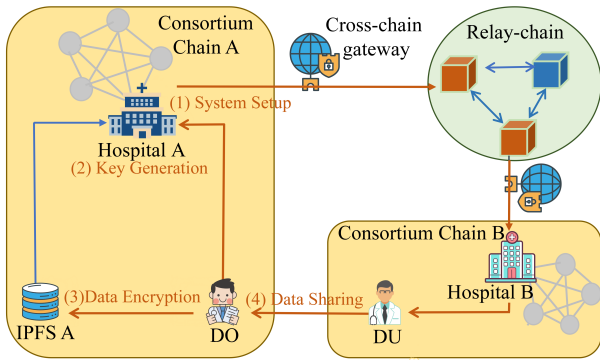 Consortium
Chain A
Cross-chain
gateway
Relay-chain
(1) System Setup
Hospital A
(2) Key Generation
Consortium Chain B
Hospital B
(3)Data Encryption
(4) Data Sharing
IPFS A
DO
DU